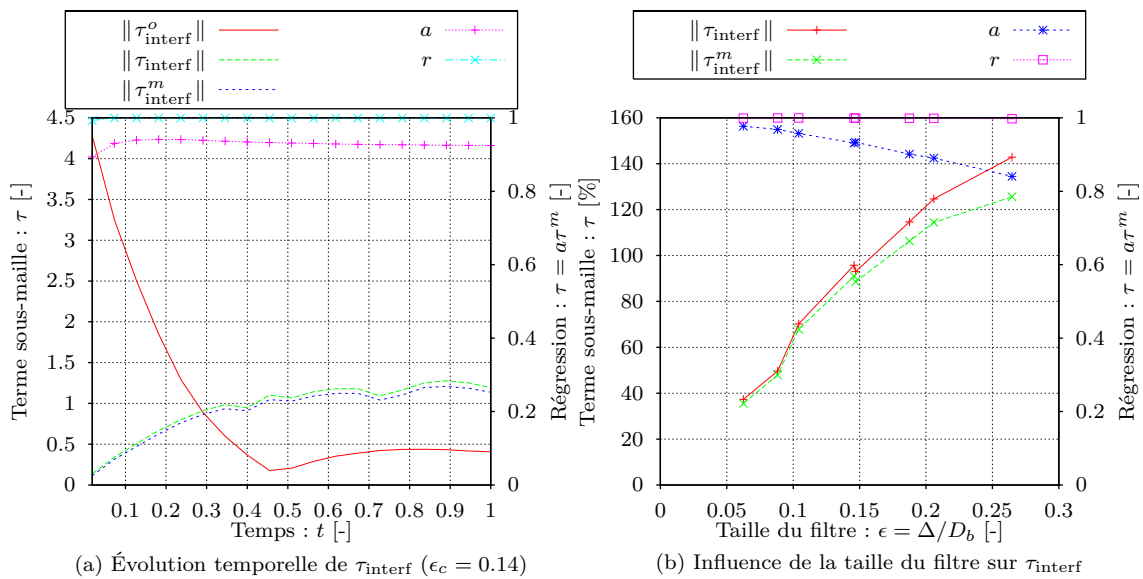 ‖τ^o_interf‖
‖τ_interf‖
‖τ^m_interf‖
a
r
4.5
4
3.5
3
2.5
2
1.5
1
0.5
0
Terme sous-maille : τ [-]
1
0.8
0.6
0.4
0.2
0
Régression : τ = aτ^m [-]
0.1 0.2 0.3 0.4 0.5 0.6 0.7 0.8 0.9 1
Temps : t [-]
(a) Évolution temporelle de τ_interf (ϵ_c = 0.14)
‖τ_interf‖
‖τ^m_interf‖
a
r
160
140
120
100
80
60
40
20
0
Terme sous-maille : τ [%]
1
0.8
0.6
0.4
0.2
0
Régression : τ = aτ^m [-]
0 0.05 0.1 0.15 0.2 0.25 0.3
Taille du filtre : ϵ = Δ/D_b [-]
(b) Influence de la taille du filtre sur τ_interf